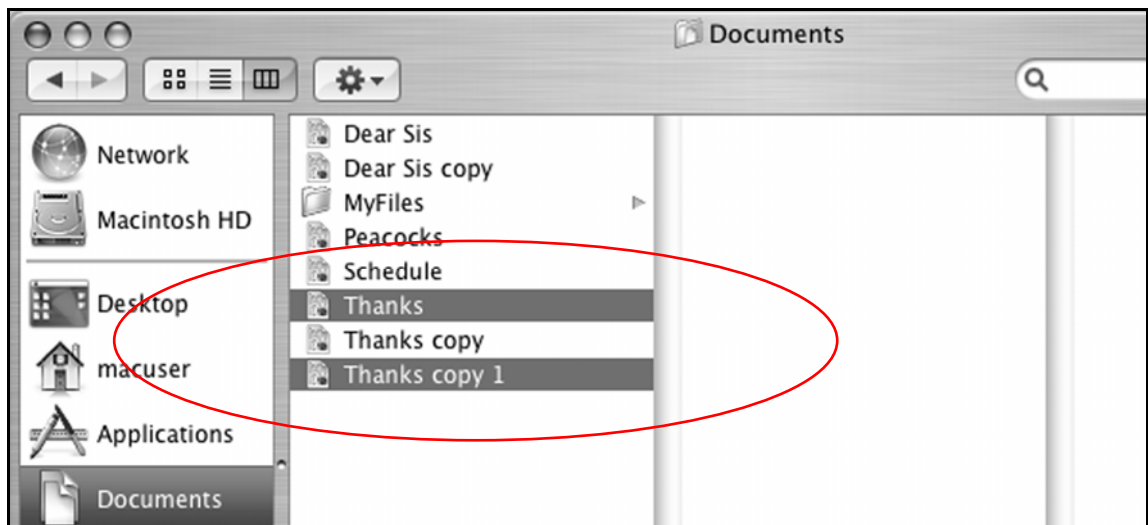 Documents
Network
Macintosh HD
Desktop
macuser
Applications
Documents
Dear Sis
Dear Sis copy
MyFiles
Peacocks
Schedule
Thanks
Thanks copy
Thanks copy 1